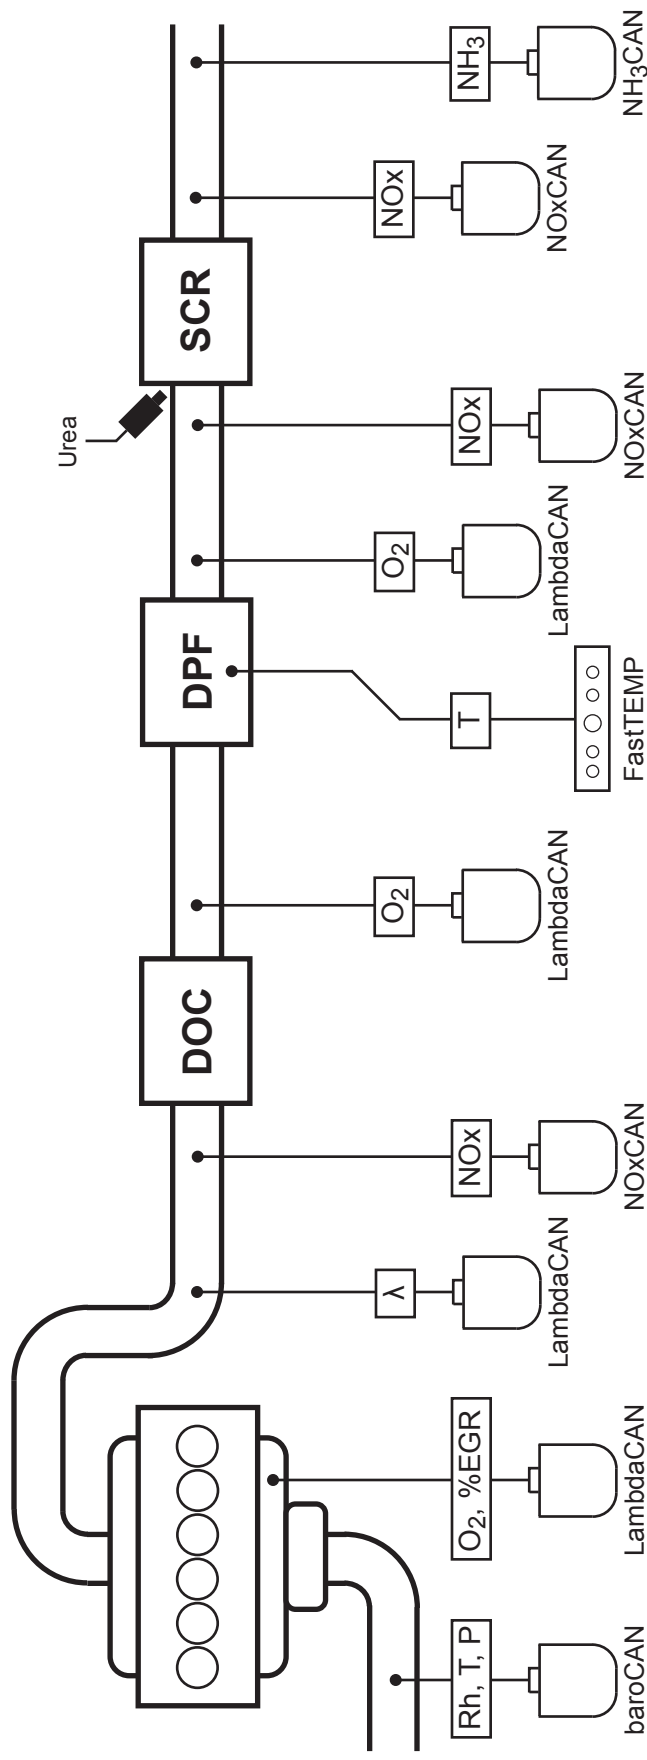 Urea
DOC
DPF
SCR
Rh, T, P
O2, %EGR
λ
NOx
O2
T
O2
NOx
NOx
NH3
baroCAN
LambdaCAN
LambdaCAN
NOxCAN
LambdaCAN
FastTEMP
LambdaCAN
NOxCAN
NOxCAN
NH3CAN